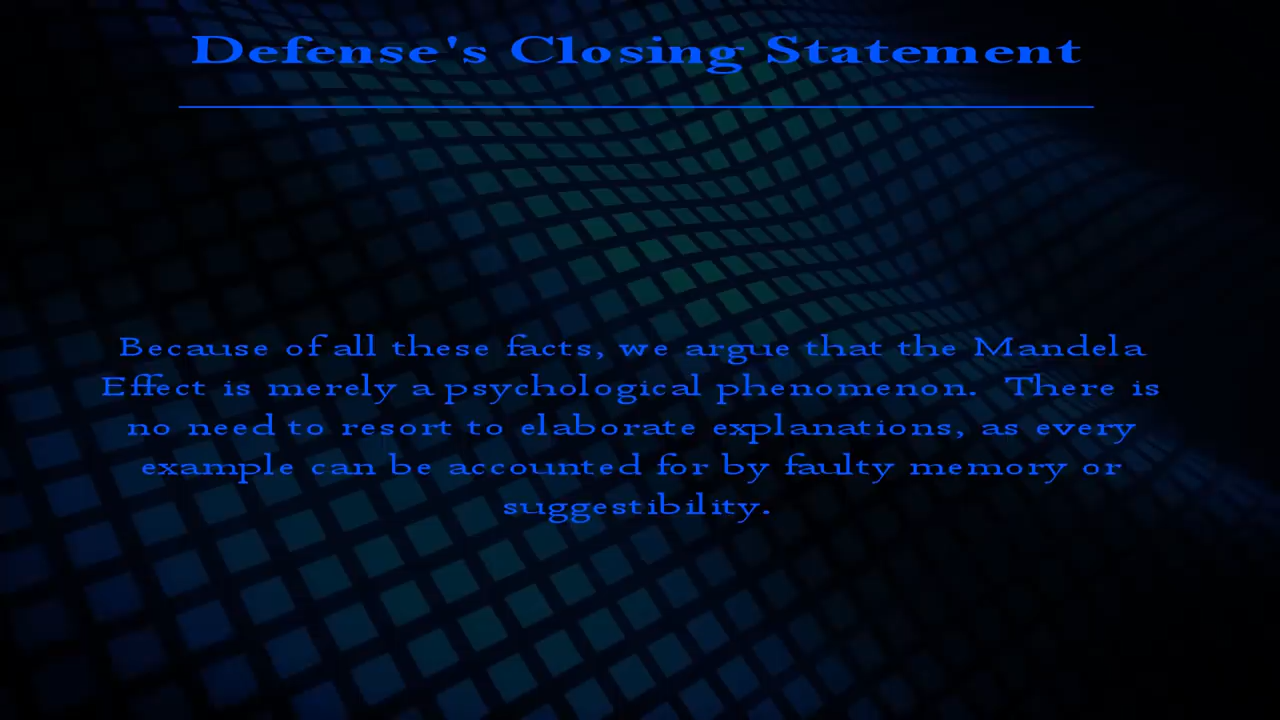 Defense's Closing Statement
Because of all these facts, we argue that the Mandela
Effect is merely a psychological phenomenon.  There is
no need to resort to elaborate explanations, as every
example can be accounted for by faulty memory or
suggestibility.